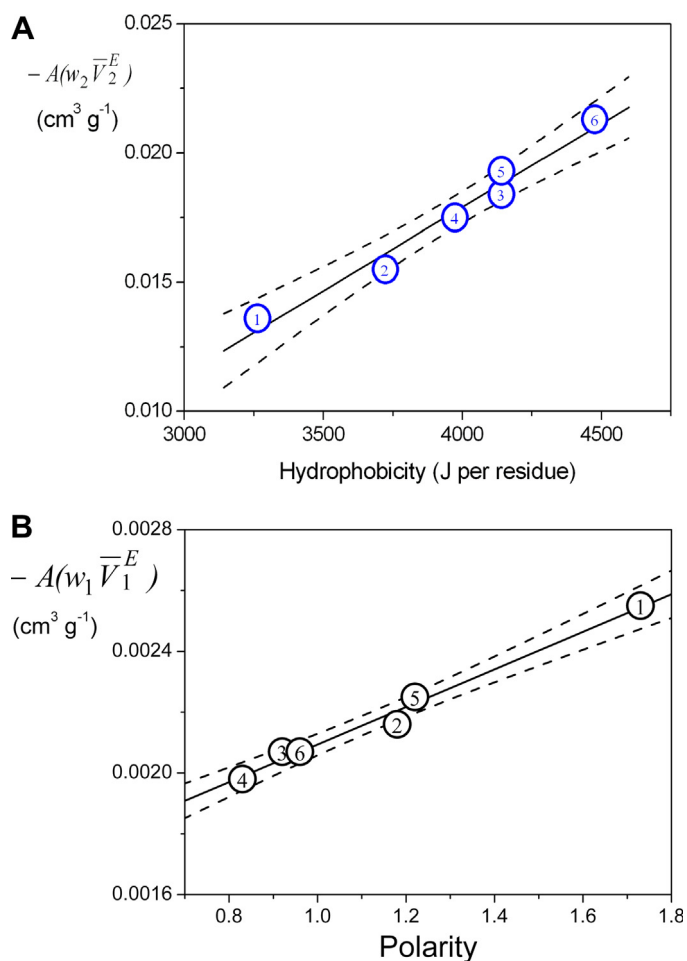 A
− A(w₂ V̅₂ᴱ)
(cm³ g⁻¹)
0.025
0.020
0.015
0.010
1
2
3
4
5
6
3000 3500 4000 4500
Hydrophobicity (J per residue)
B
− A(w₁ V̅₁ᴱ)
(cm³ g⁻¹)
0.0028
0.0024
0.0020
0.0016
1
2
3
4
5
6
0.8 1.0 1.2 1.4 1.6 1.8
Polarity